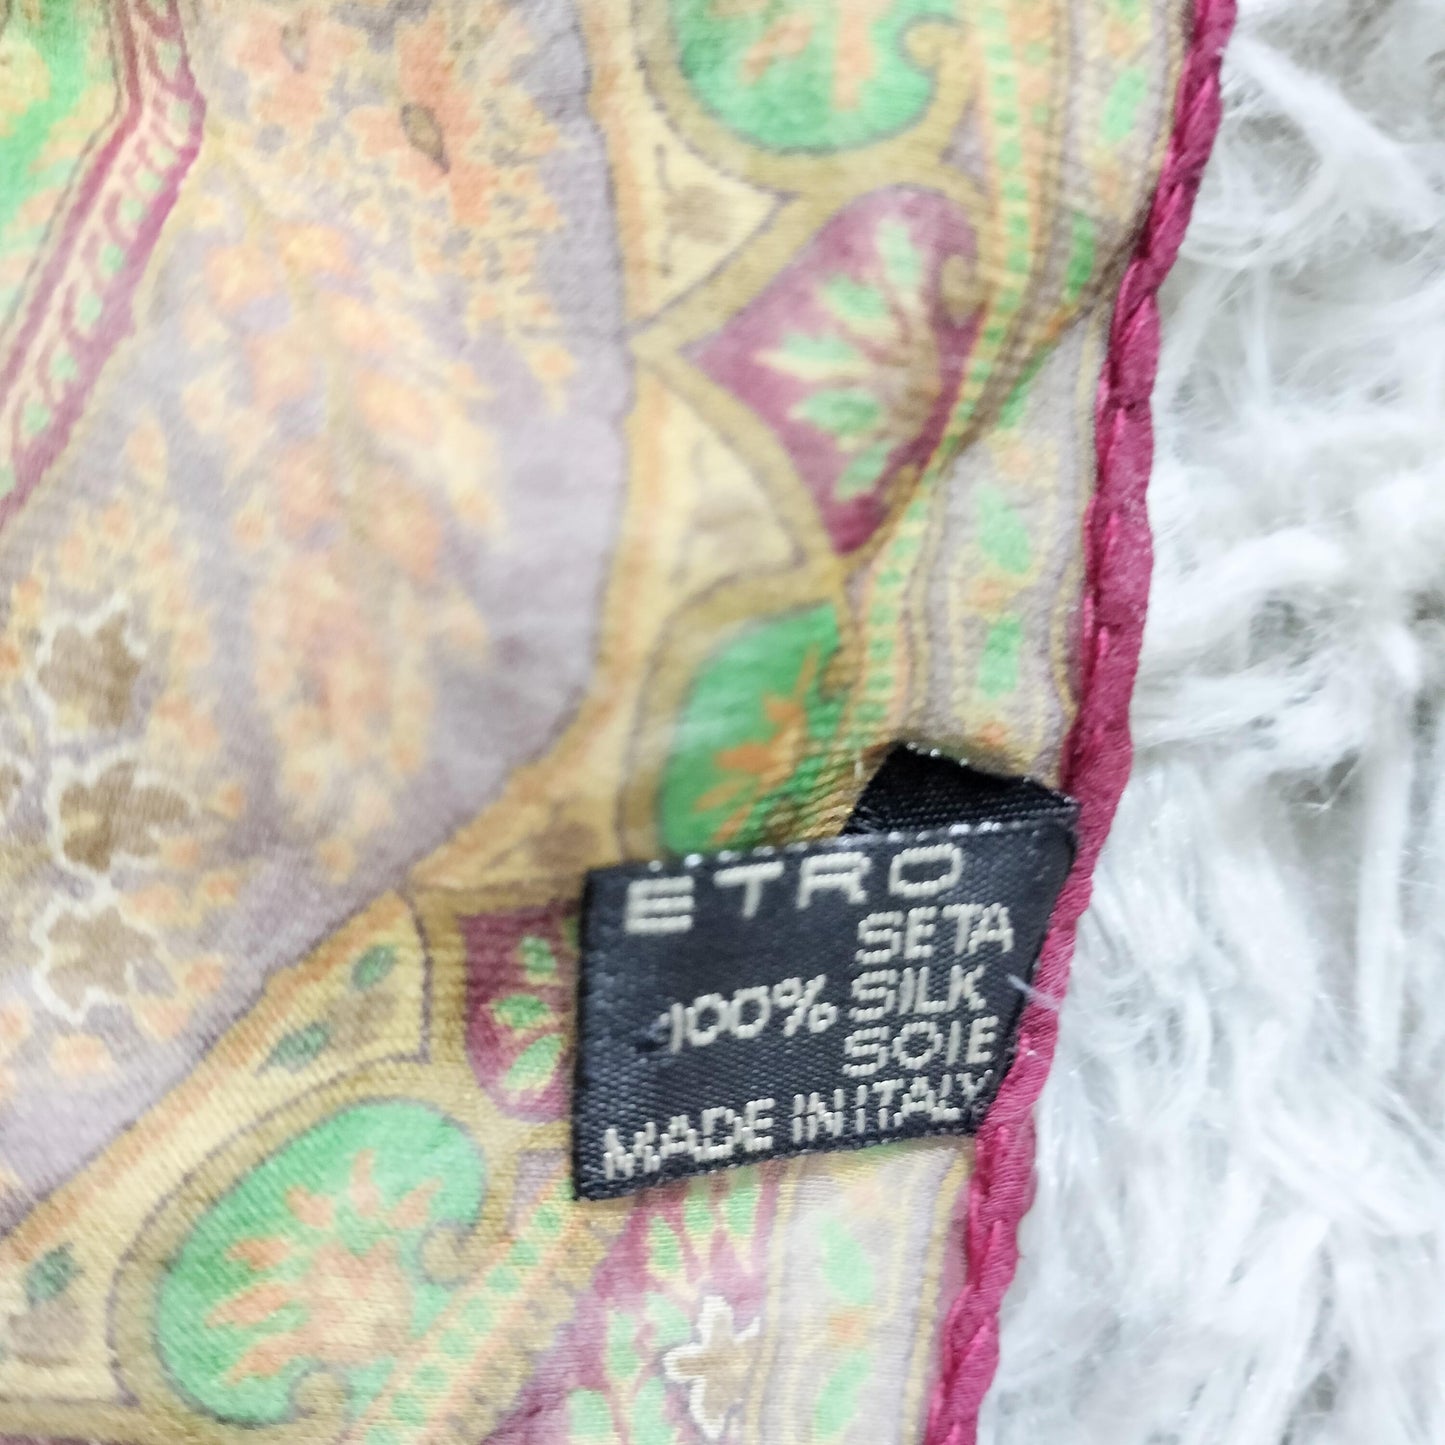 ETRO
SETA
100% SILK
SOIE
MADE IN ITALY